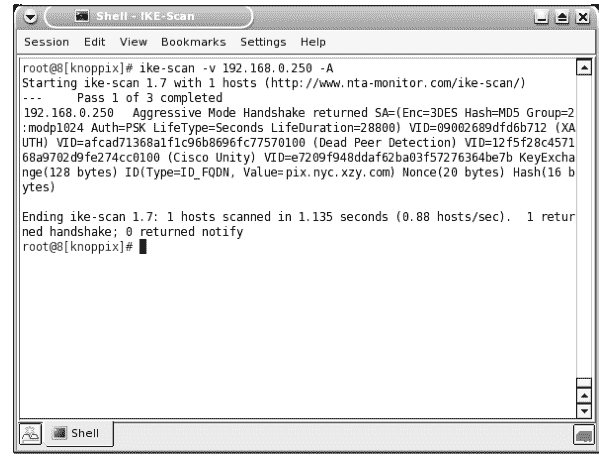 Shell - IKE-Scan
Session Edit View Bookmarks Settings Help
root@8[knoppix]# ike-scan -v 192.168.0.250 -A
Starting ike-scan 1.7 with 1 hosts (http://www.nta-monitor.com/ike-scan/)
--- Pass 1 of 3 completed
192.168.0.250 Aggressive Mode Handshake returned SA=(Enc=3DES Hash=MD5 Group=2
:modp1024 Auth=PSK LifeType=Seconds LifeDuration=28800) VID=09002689dfd6b712 (XA
UTH) VID=afcad71368a1f1c96b8696fc77570100 (Dead Peer Detection) VID=12f5f28c4571
68a9702d9fe274cc0100 (Cisco Unity) VID=e7209f948ddaf62ba03f57276364be7b KeyExcha
nge(128 bytes) ID(Type=ID_FQDN, Value=pix.nyc.xzy.com) Nonce(20 bytes) Hash(16 b
ytes)
Ending ike-scan 1.7: 1 hosts scanned in 1.135 seconds (0.88 hosts/sec). 1 retur
ned handshake; 0 returned notify
root@8[knoppix]#
Shell